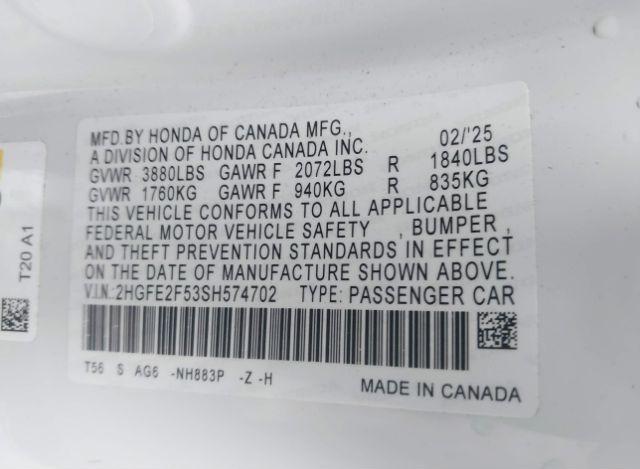 MFD.BY HONDA OF CANADA MFG., 02/'25
A DIVISION OF HONDA CANADA INC.
GVWR 3880LBS GAWR F 2072LBS R 1840LBS
GVWR 1760KG GAWR F 940KG R 835KG
THIS VEHICLE CONFORMS TO ALL APPLICABLE
FEDERAL MOTOR VEHICLE SAFETY , BUMPER ,
AND THEFT PREVENTION STANDARDS IN EFFECT
ON THE DATE OF MANUFACTURE SHOWN ABOVE.
V.I.N.:2HGFE2F53SH574702 TYPE: PASSENGER CAR
T56 S AG6 -NH883P -Z -H
MADE IN CANADA
T20 A1